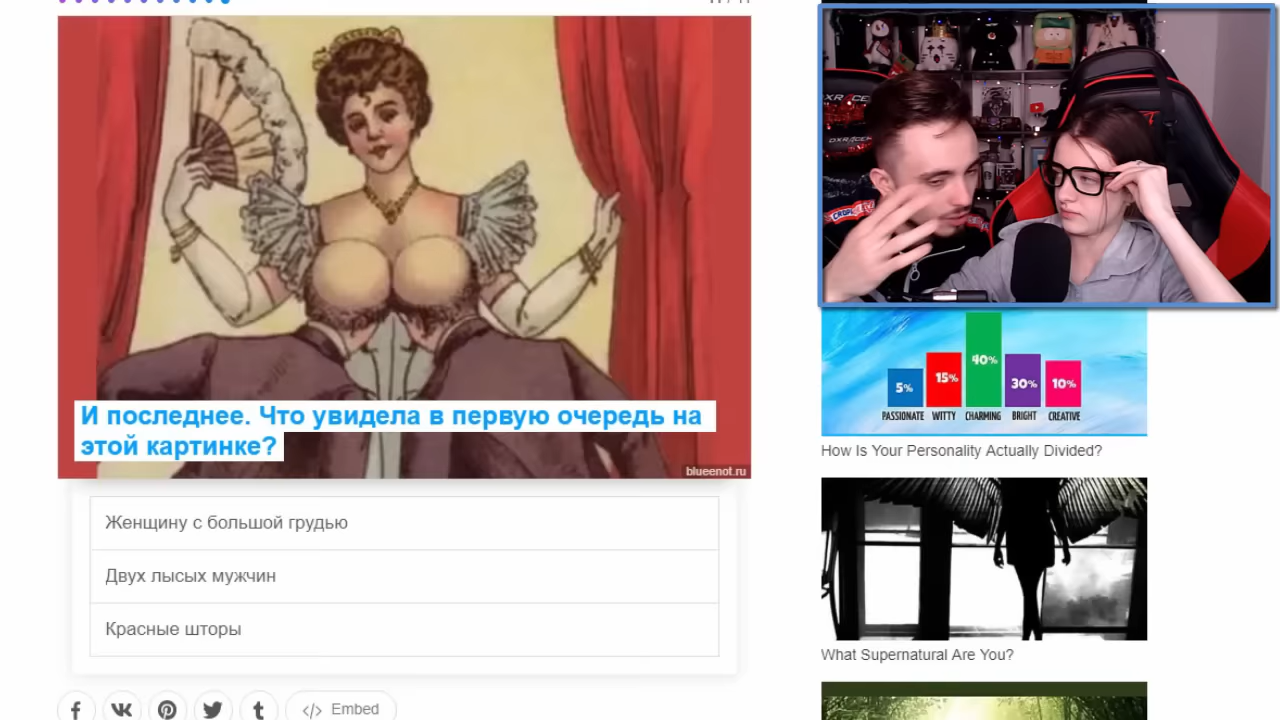 И последнее. Что увидела в первую очередь на
этой картинке?
blueenot.ru
Женщину с большой грудью
Двух лысых мужчин
Красные шторы
Embed
DXRACER
5%
15%
40%
30%
10%
PASSIONATE WITTY CHARMING BRIGHT CREATIVE
How Is Your Personality Actually Divided?
What Supernatural Are You?